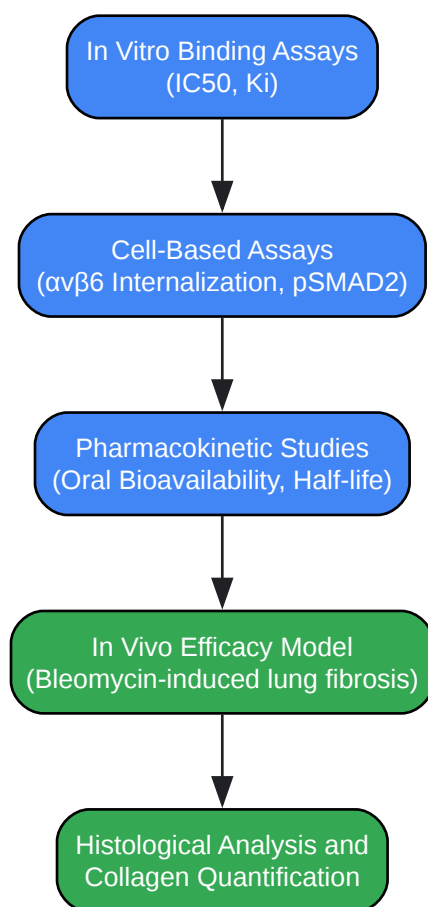 In Vitro Binding Assays
(IC50, Ki)
Cell-Based Assays
(αvβ6 Internalization, pSMAD2)
Pharmacokinetic Studies
(Oral Bioavailability, Half-life)
In Vivo Efficacy Model
(Bleomycin-induced lung fibrosis)
Histological Analysis and
Collagen Quantification